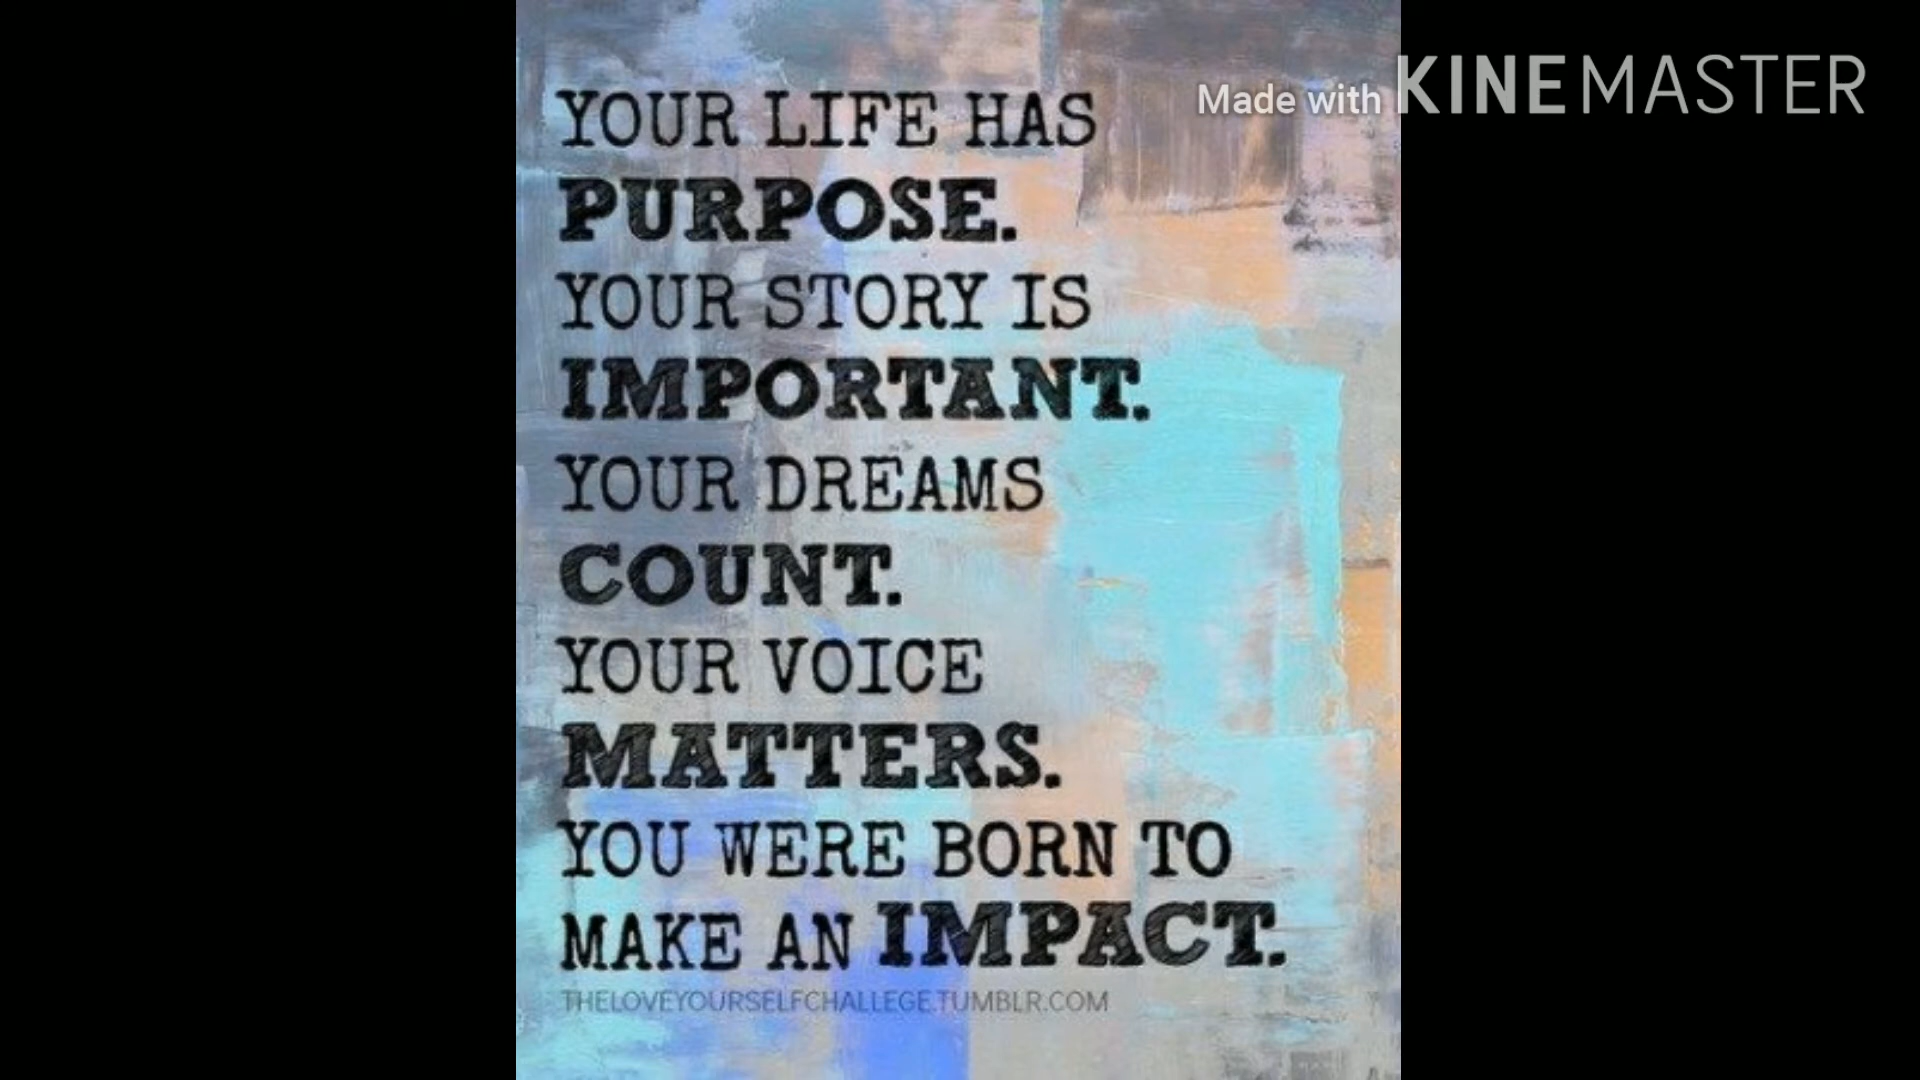 Made with KINEMASTER
YOUR LIFE HAS
PURPOSE.
YOUR STORY IS
IMPORTANT.
YOUR DREAMS
COUNT.
YOUR VOICE
MATTERS.
YOU WERE BORN TO
MAKE AN IMPACT.
THELOVEYOURSELFCHALLEGE.TUMBLR.COM